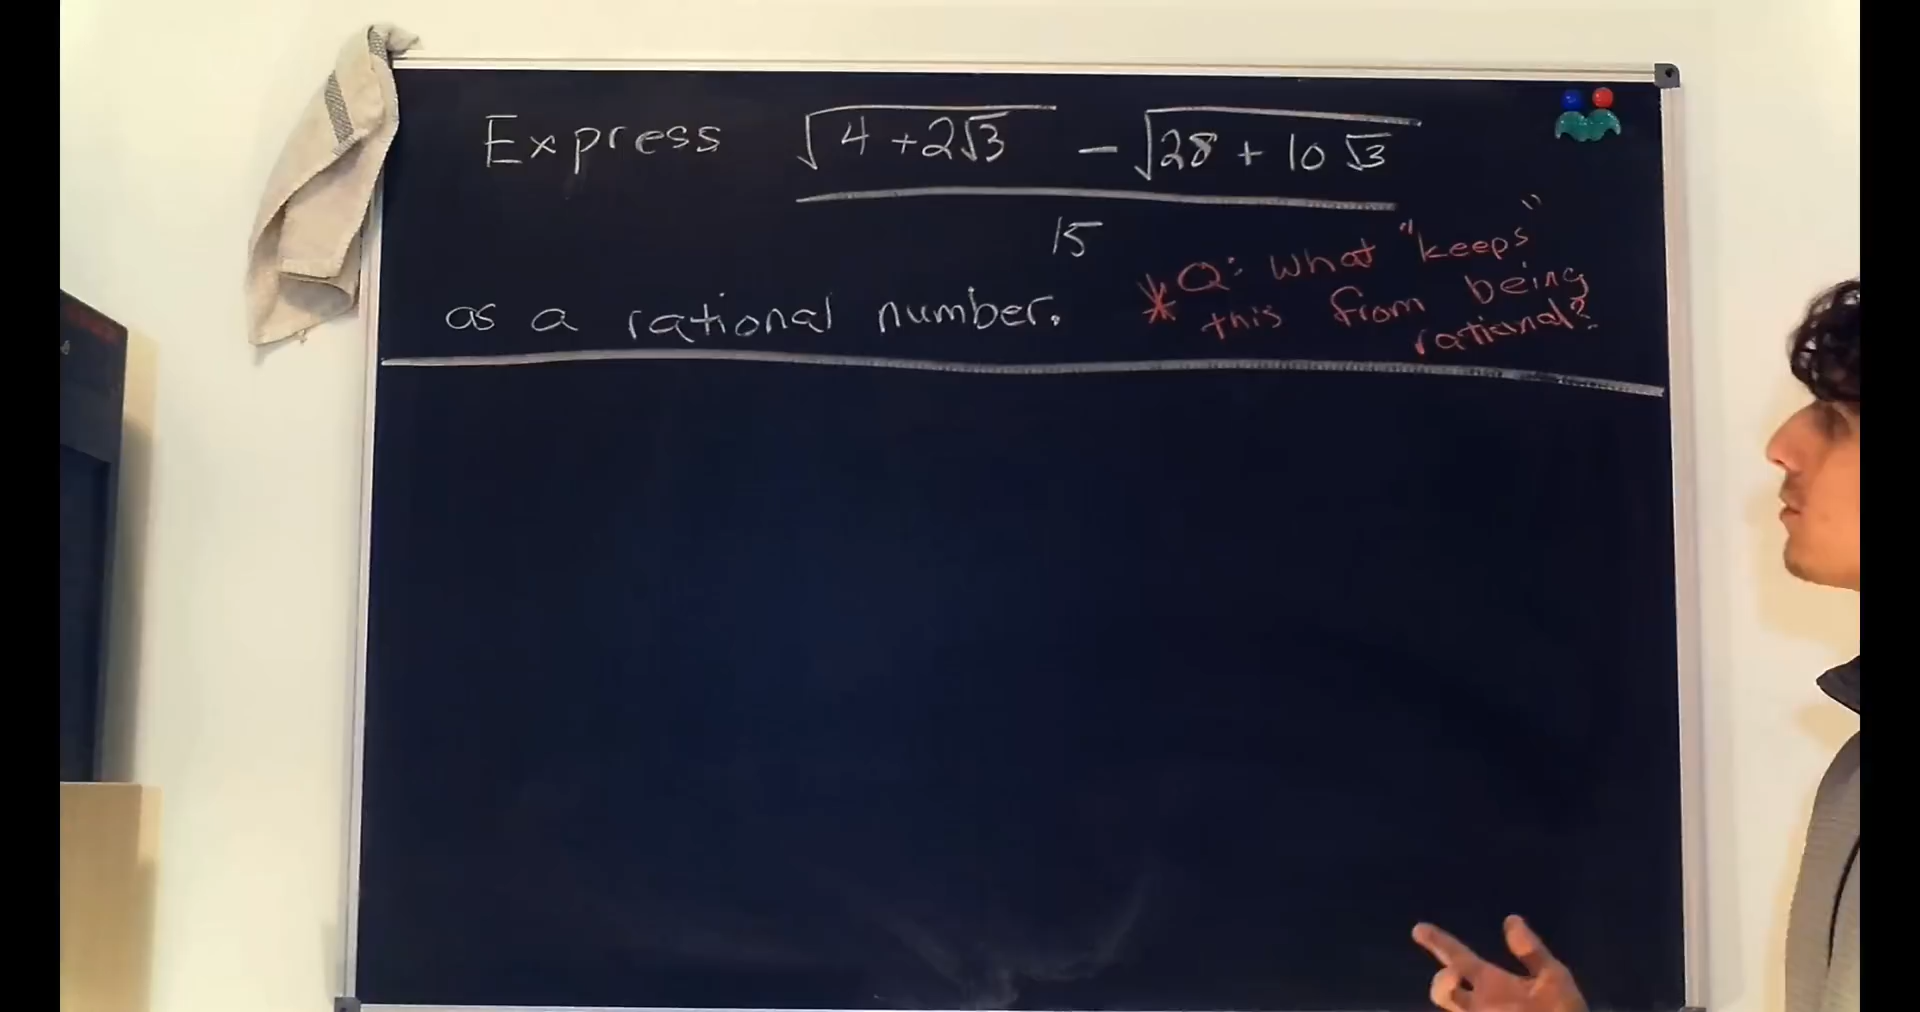 Express √(4+2√3) − √(28 + 10√3)
15
as a rational number.
*Q: What "keeps"
this from being
rational?